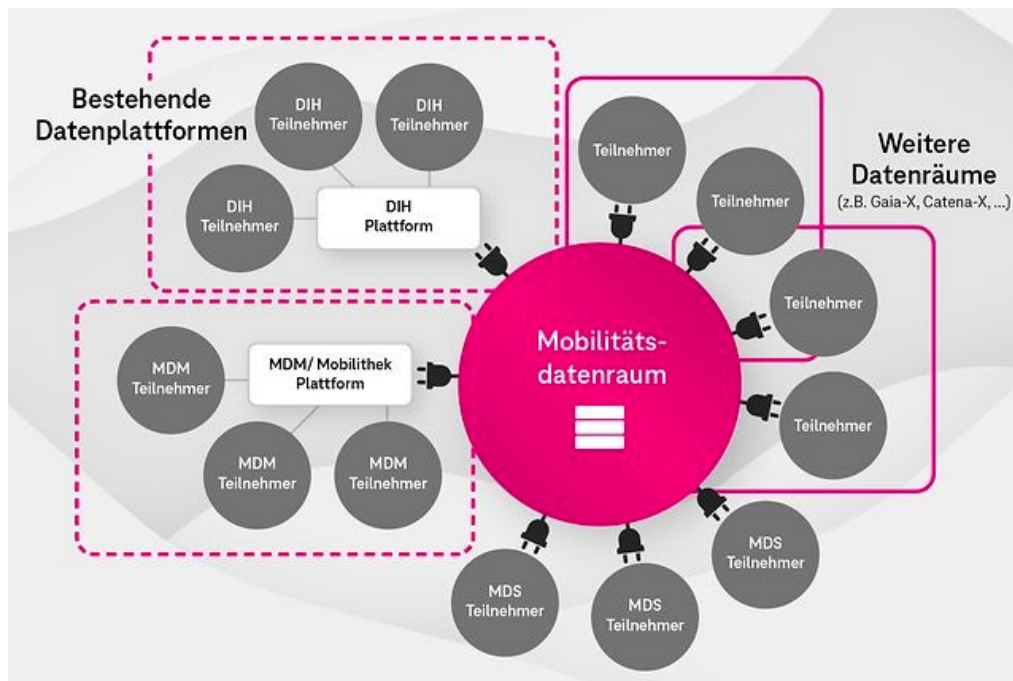 Bestehende
Datenplattformen
DIH
Teilnehmer
DIH
Teilnehmer
DIH
Teilnehmer
DIH
Plattform
MDM
Teilnehmer
MDM/ Mobilithek
Plattform
MDM
Teilnehmer
MDM
Teilnehmer
Mobilitäts-
datenraum
Teilnehmer
Teilnehmer
Teilnehmer
Teilnehmer
Weitere
Datenräume
(z.B. Gaia-X, Catena-X, ...)
MDS
Teilnehmer
MDS
Teilnehmer
MDS
Teilnehmer